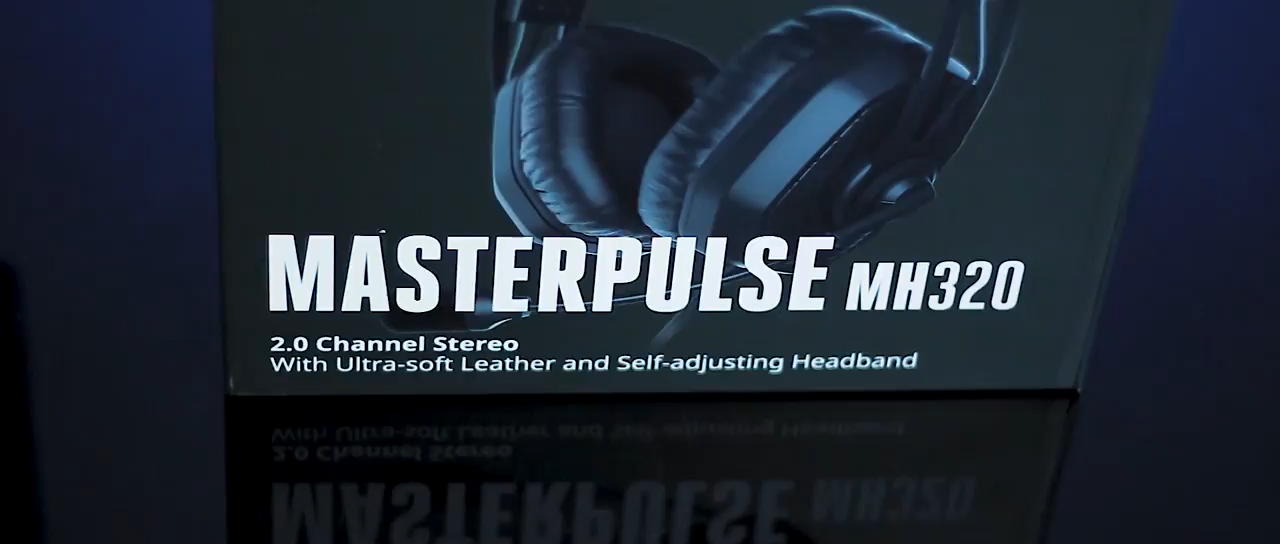 MASTERPULSE MH320
2.0 Channel Stereo
With Ultra-soft Leather and Self-adjusting Headband